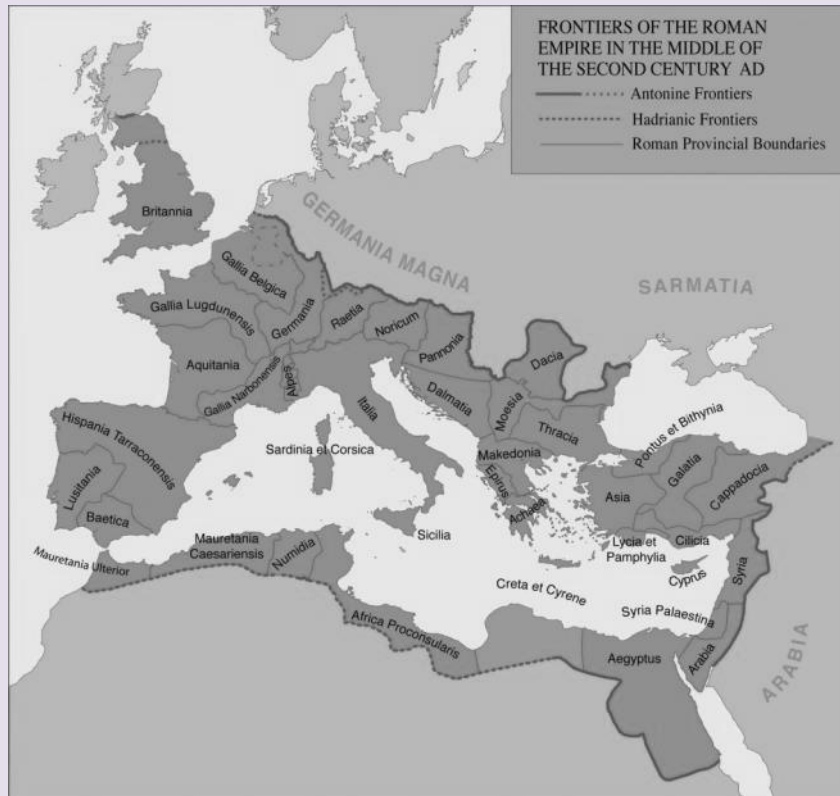 FRONTIERS OF THE ROMAN
EMPIRE IN THE MIDDLE OF
THE SECOND CENTURY AD
Antonine Frontiers
Hadrianic Frontiers
Roman Provincial Boundaries
Britannia
GERMANIA MAGNA
SARMATIA
Gallia Belgica
Gallia Lugdunensis
Germania
Raetia
Noricum
Pannonia
Dacia
Aquitania
Gallia Narbonensis
Alpes
Italia
Dalmatia
Moesia
Thracia
Pontus et Bithynia
Hispania Tarraconensis
Sardinia et Corsica
Makedonia
Epirus
Achaea
Asia
Galatia
Cappadocia
Lusitania
Baetica
Sicilia
Lycia et
Pamphylia
Cilicia
Cyprus
Syria
Mauretania Ulterior
Mauretania
Caesariensis
Numidia
Creta et Cyrene
Syria Palaestina
Africa Proconsularis
Aegyptus
Arabia
ARABIA